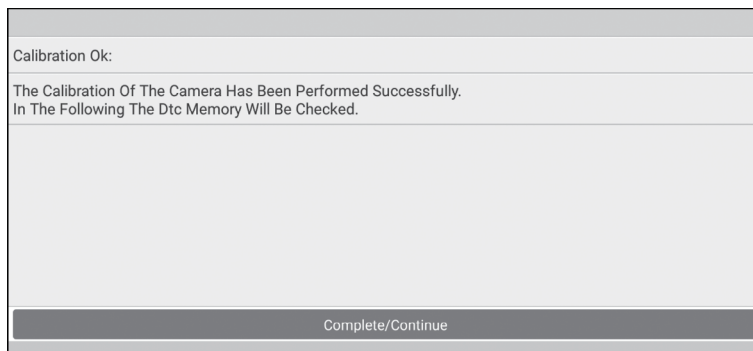 Calibration Ok:
The Calibration Of The Camera Has Been Performed Successfully.
In The Following The Dtc Memory Will Be Checked.
Complete/Continue